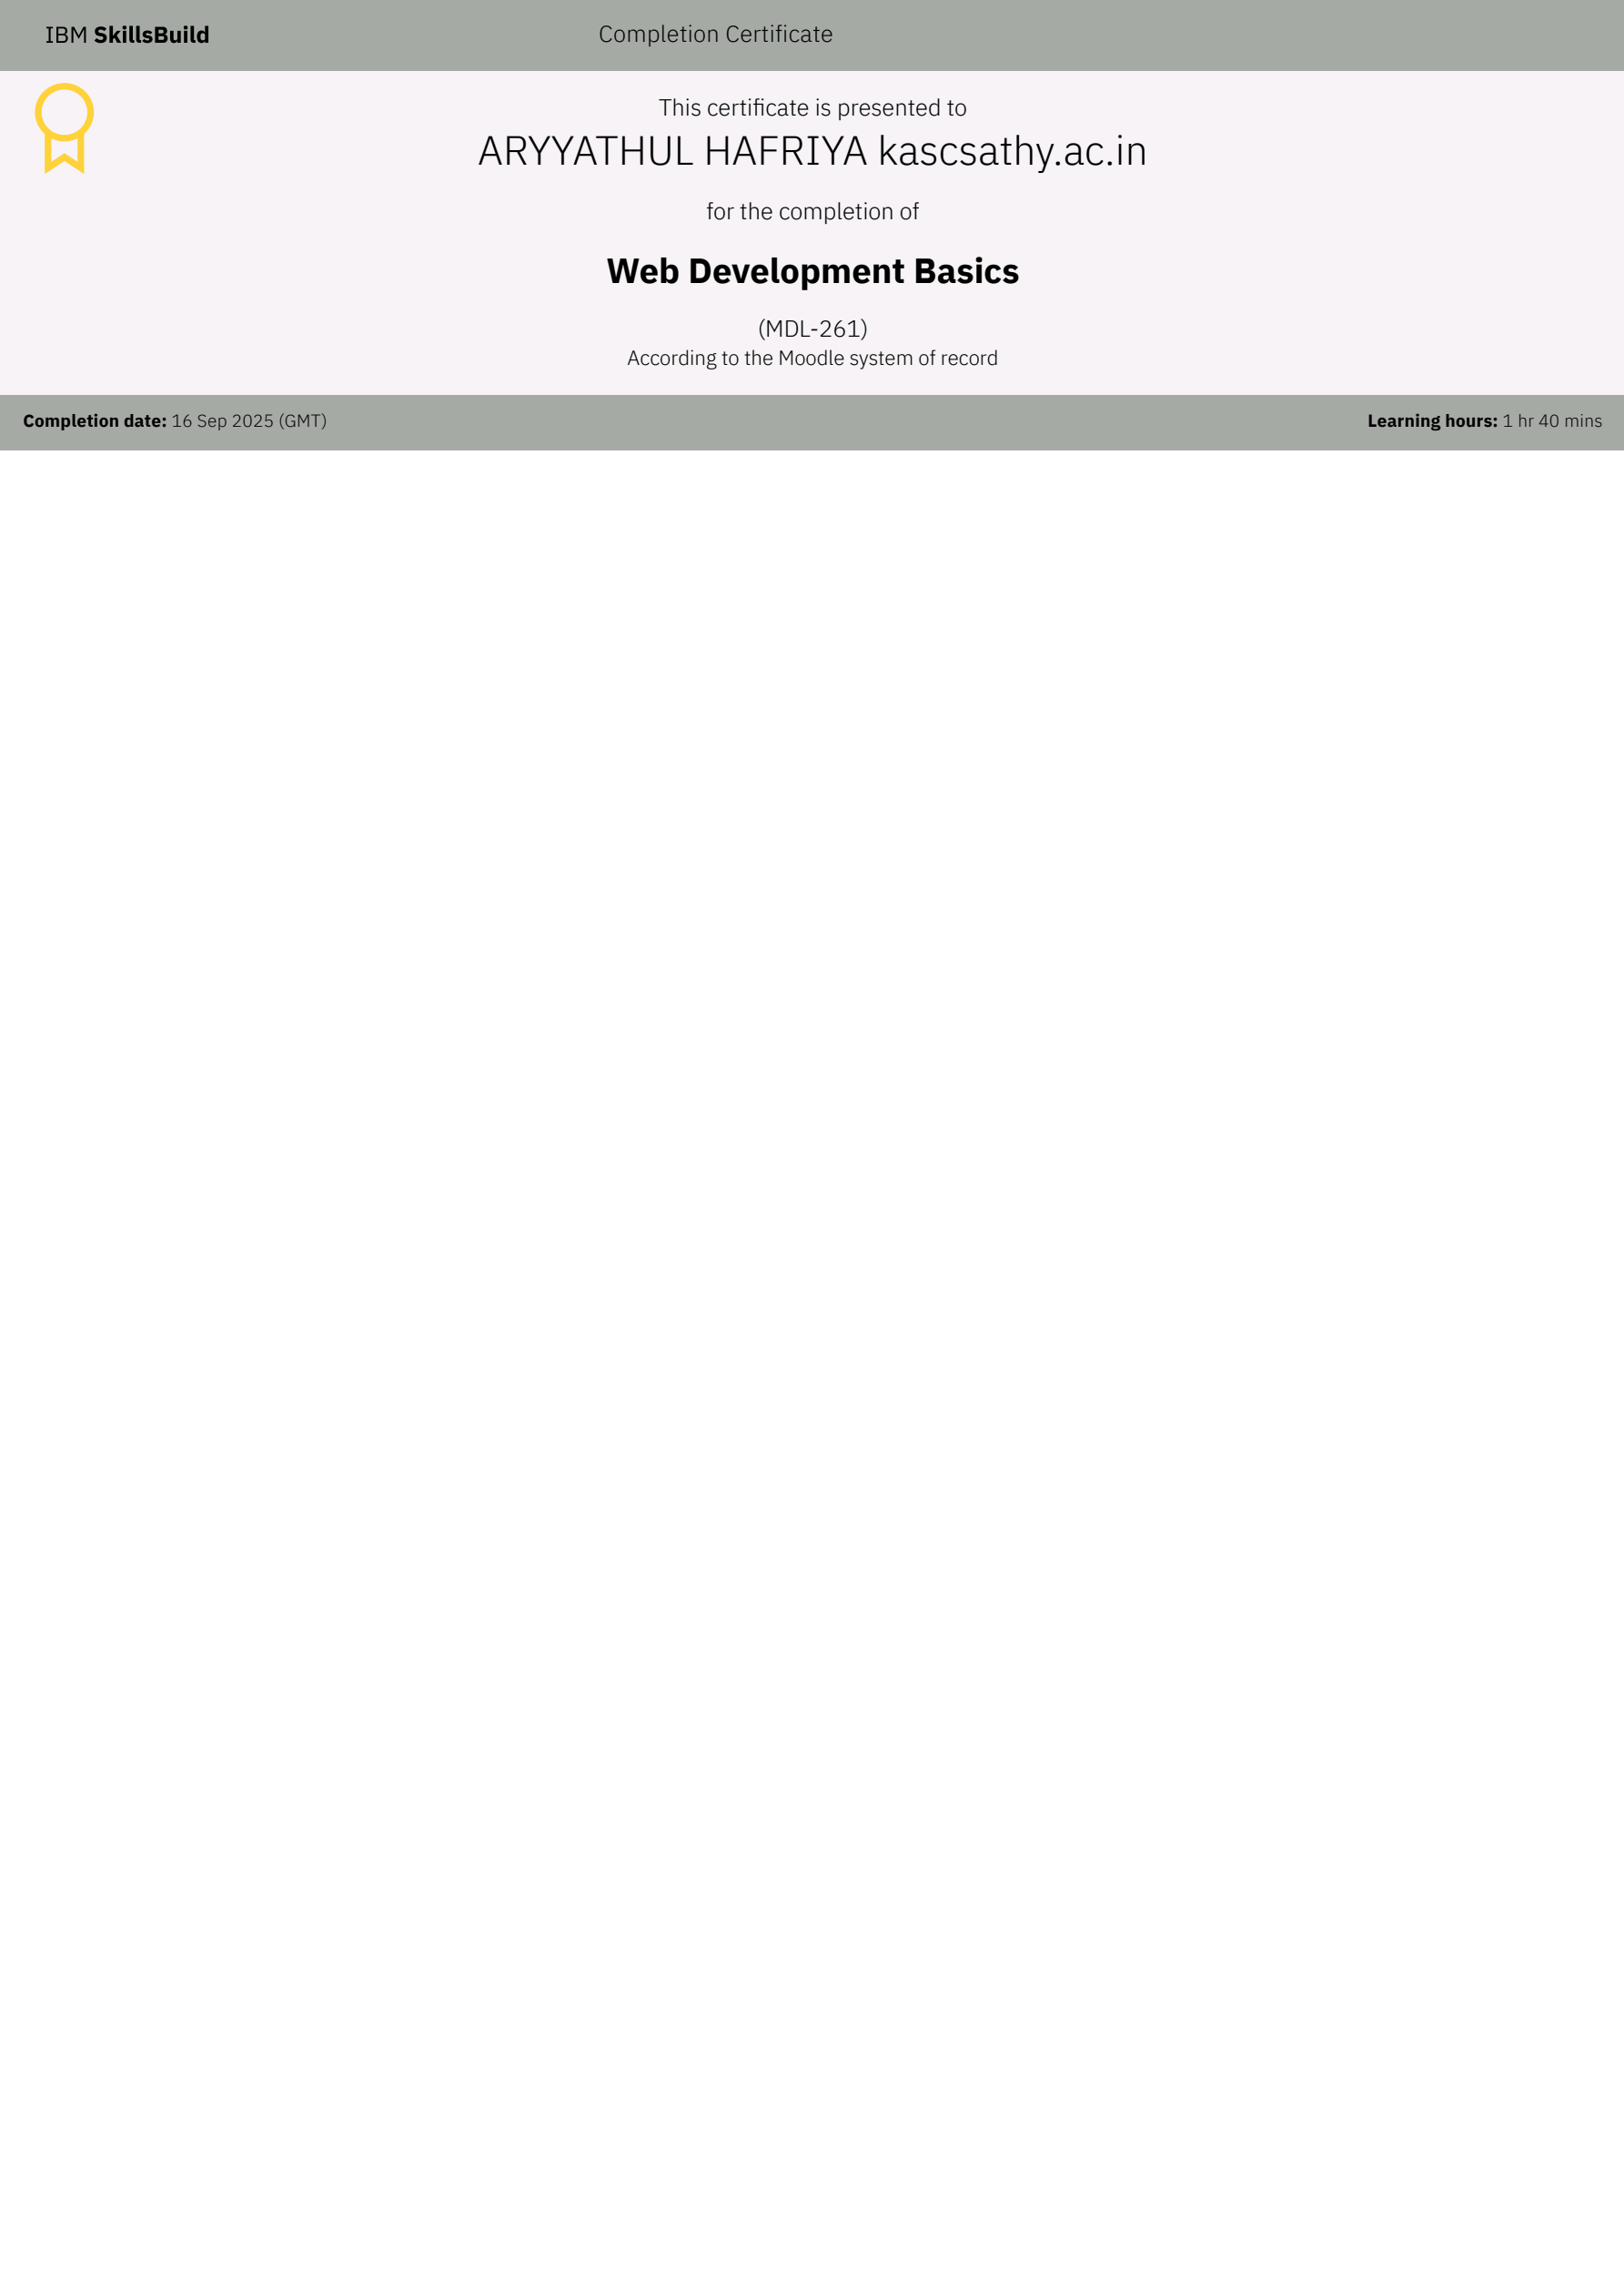 IBM SkillsBuild
Completion Certificate
This certificate is presented to
ARYYATHUL HAFRIYA kascsathy.ac.in
for the completion of
Web Development Basics
(MDL-261)
According to the Moodle system of record
Completion date: 16 Sep 2025 (GMT)
Learning hours: 1 hr 40 mins